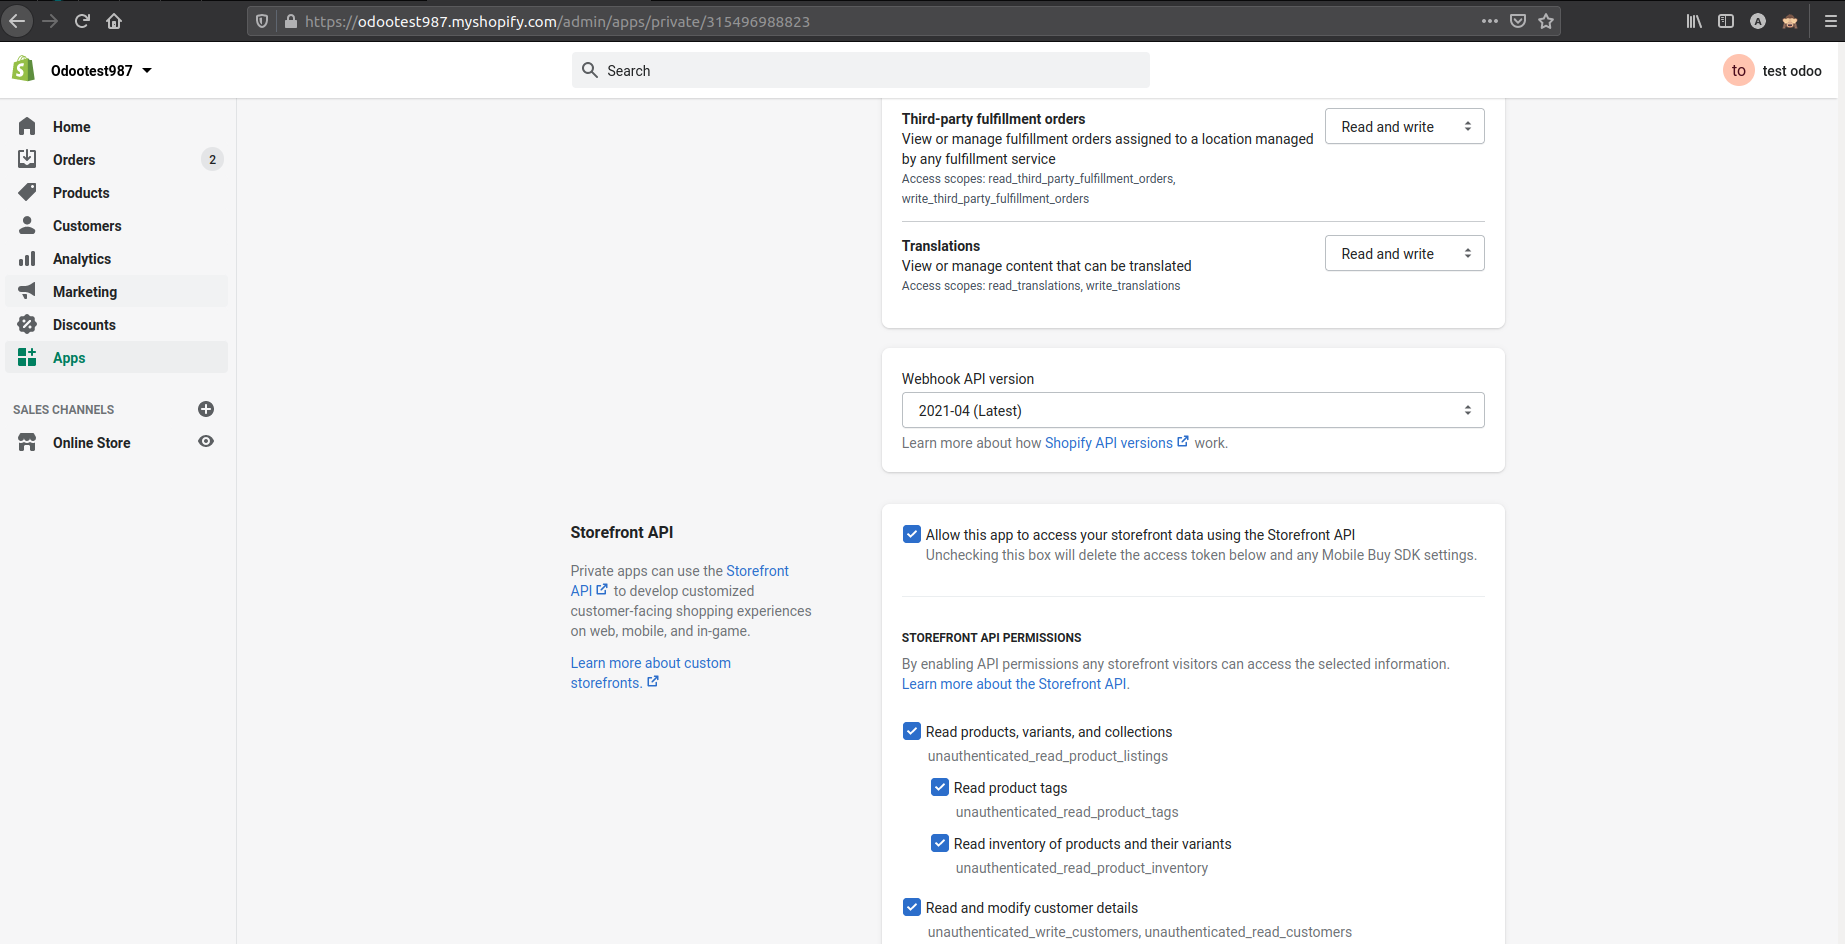 https://odootest987.myshopify.com/admin/apps/private/315496988823
Odootest987
Search
to
test odoo
Home
Orders
2
Products
Customers
Analytics
Marketing
Discounts
Apps
SALES CHANNELS
Online Store
Third-party fulfillment orders
View or manage fulfillment orders assigned to a location managed
by any fulfillment service
Access scopes: read_third_party_fulfillment_orders,
write_third_party_fulfillment_orders
Read and write
Translations
View or manage content that can be translated
Access scopes: read_translations, write_translations
Read and write
Webhook API version
2021-04 (Latest)
Learn more about how Shopify API versions work.
Storefront API
Private apps can use the Storefront
API to develop customized
customer-facing shopping experiences
on web, mobile, and in-game.
Learn more about custom
storefronts.
Allow this app to access your storefront data using the Storefront API
Unchecking this box will delete the access token below and any Mobile Buy SDK settings.
STOREFRONT API PERMISSIONS
By enabling API permissions any storefront visitors can access the selected information.
Learn more about the Storefront API.
Read products, variants, and collections
unauthenticated_read_product_listings
Read product tags
unauthenticated_read_product_tags
Read inventory of products and their variants
unauthenticated_read_product_inventory
Read and modify customer details
unauthenticated_write_customers, unauthenticated_read_customers